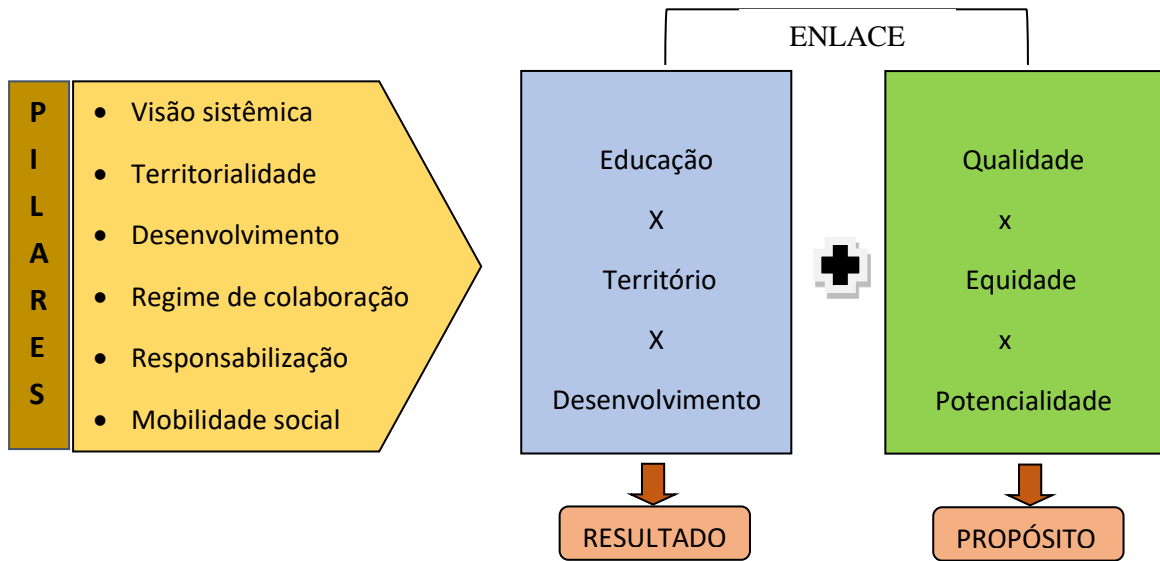 ENLACE
PILARES
• Visão sistêmica
• Territorialidade
• Desenvolvimento
• Regime de colaboração
• Responsabilização
• Mobilidade social
Educação
X
Território
X
Desenvolvimento
Qualidade
x
Equidade
x
Potencialidade
RESULTADO
PROPÓSITO